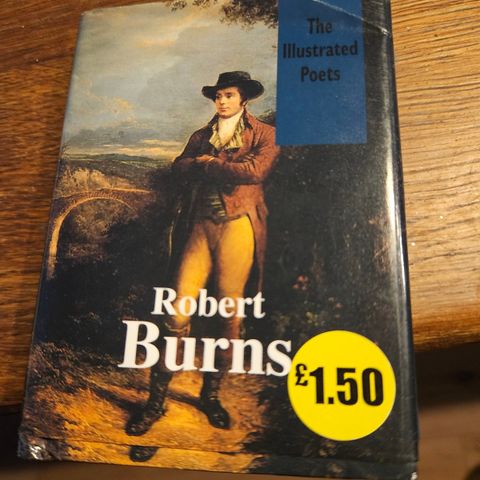 The
Illustrated
Poets
Robert
Burns
£1.50